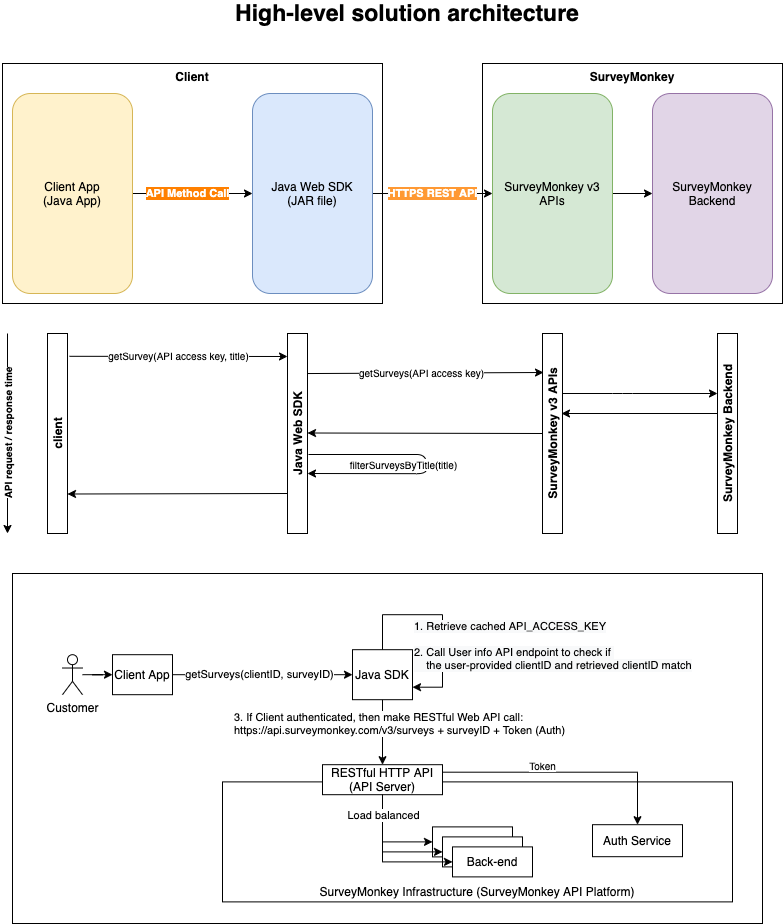 High-level solution architecture
Client
SurveyMonkey
Client App
(Java App)
API Method Call
Java Web SDK
(JAR file)
HTTPS REST API
SurveyMonkey v3
APIs
SurveyMonkey
Backend
API request / response time
client
getSurvey(API access key, title)
Java Web SDK
getSurveys(API access key)
SurveyMonkey v3 APIs
SurveyMonkey Backend
filterSurveysByTitle(title)
1. Retrieve cached API_ACCESS_KEY
2. Call User info API endpoint to check if
the user-provided clientID and retrieved clientID match
Customer
Client App
getSurveys(clientID, surveyID)
Java SDK
3. If Client authenticated, then make RESTful Web API call:
https://api.surveymonkey.com/v3/surveys + surveyID + Token (Auth)
RESTful HTTP API
(API Server)
Token
Load balanced
Auth Service
Back-end
SurveyMonkey Infrastructure (SurveyMonkey API Platform)